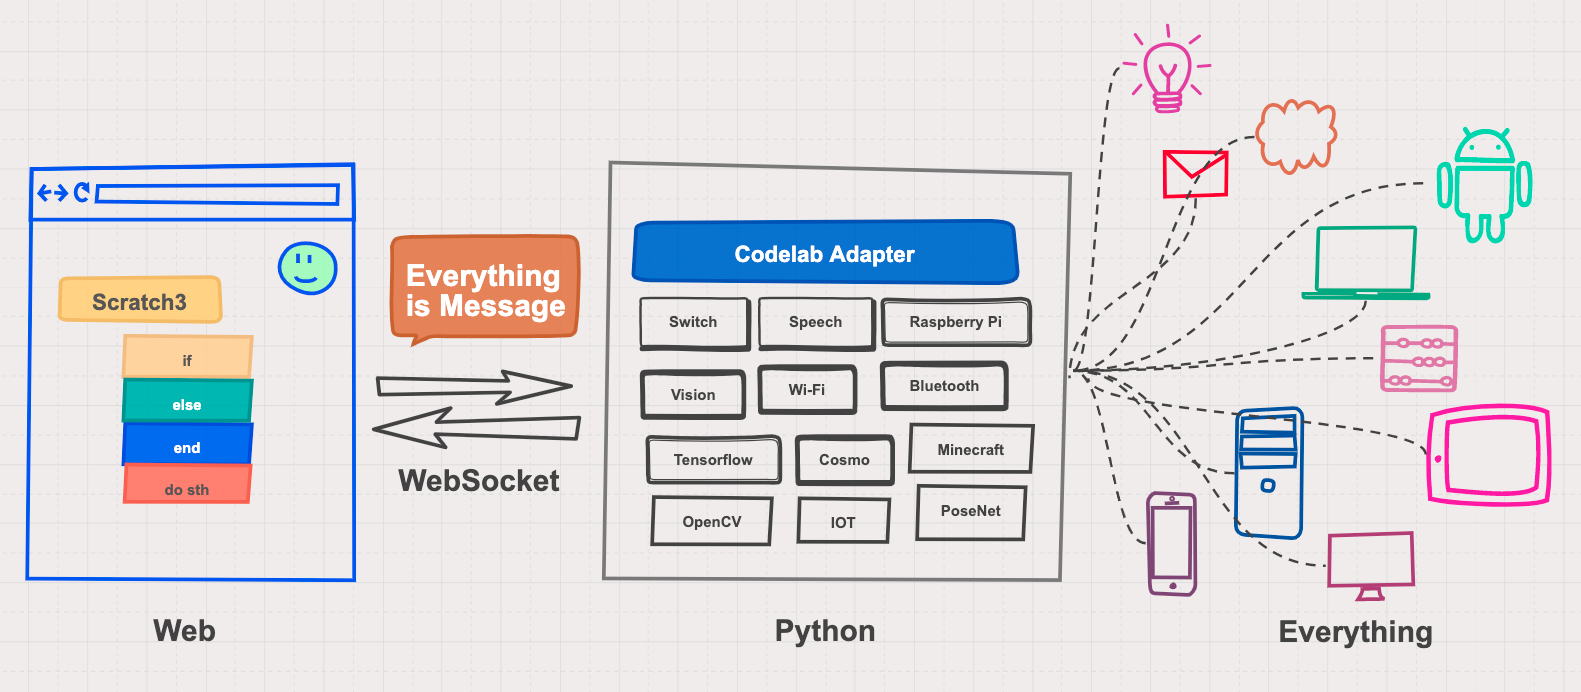 Scratch3
if
else
end
do sth
Web
Everything
is Message
WebSocket
Codelab Adapter
Switch
Speech
Raspberry Pi
Vision
Wi-Fi
Bluetooth
Tensorflow
Cosmo
Minecraft
OpenCV
IOT
PoseNet
Python
Everything